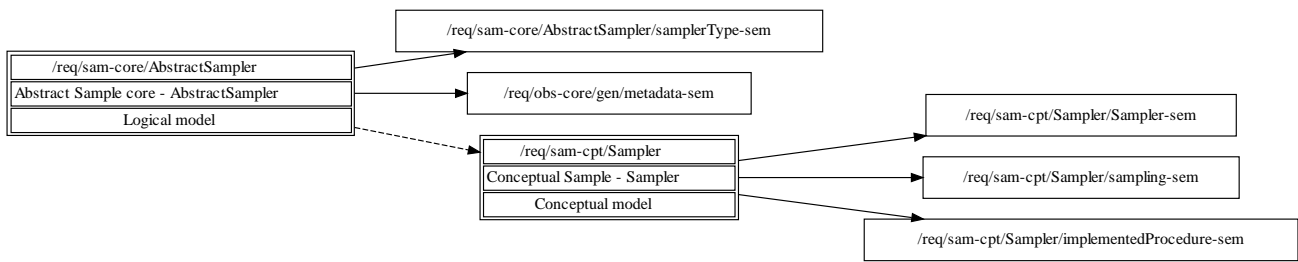 /req/sam-core/AbstractSampler/samplerType-sem
/req/sam-core/AbstractSampler
Abstract Sample core - AbstractSampler
Logical model
/req/obs-core/gen/metadata-sem
/req/sam-cpt/Sampler
Conceptual Sample - Sampler
Conceptual model
/req/sam-cpt/Sampler/Sampler-sem
/req/sam-cpt/Sampler/sampling-sem
/req/sam-cpt/Sampler/implementedProcedure-sem